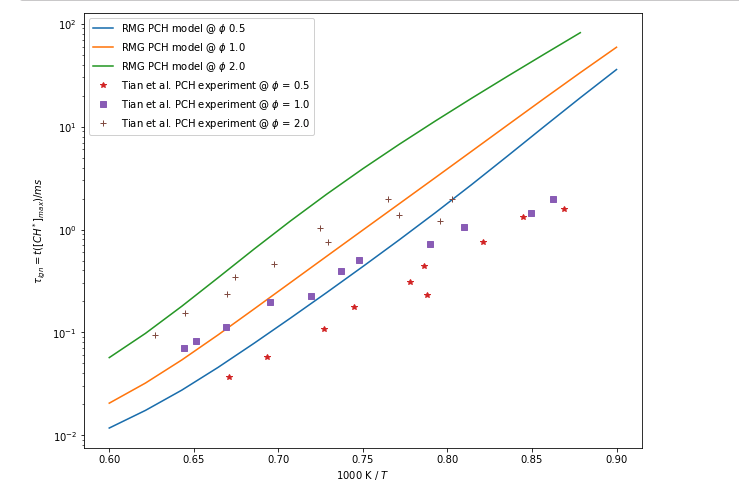 RMG PCH model @ ϕ 0.5
RMG PCH model @ ϕ 1.0
RMG PCH model @ ϕ 2.0
Tian et al. PCH experiment @ ϕ = 0.5
Tian et al. PCH experiment @ ϕ = 1.0
Tian et al. PCH experiment @ ϕ = 2.0
10²
10¹
10⁰
10⁻¹
10⁻²
τ_ign = t([CH*]_max)/ms
0.60 0.65 0.70 0.75 0.80 0.85 0.90
1000 K / T